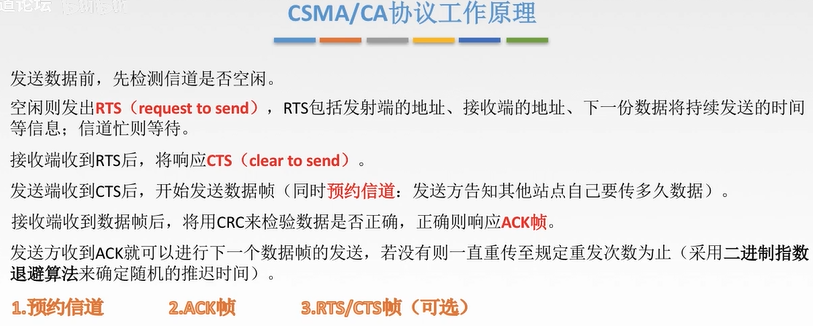 道论坛
CSMA/CA协议工作原理
发送数据前，先检测信道是否空闲。
空闲则发出RTS（request to send），RTS包括发射端的地址、接收端的地址、下一份数据将持续发送的时间
等信息；信道忙则等待。
接收端收到RTS后，将响应CTS（clear to send）。
发送端收到CTS后，开始发送数据帧（同时预约信道：发送方告知其他站点自己要传多久数据）。
接收端收到数据帧后，将用CRC来检验数据是否正确，正确则响应ACK帧。
发送方收到ACK就可以进行下一个数据帧的发送，若没有则一直重传至规定重发次数为止（采用二进制指数
退避算法来确定随机的推迟时间）。
1.预约信道 2.ACK帧 3.RTS/CTS帧（可选）